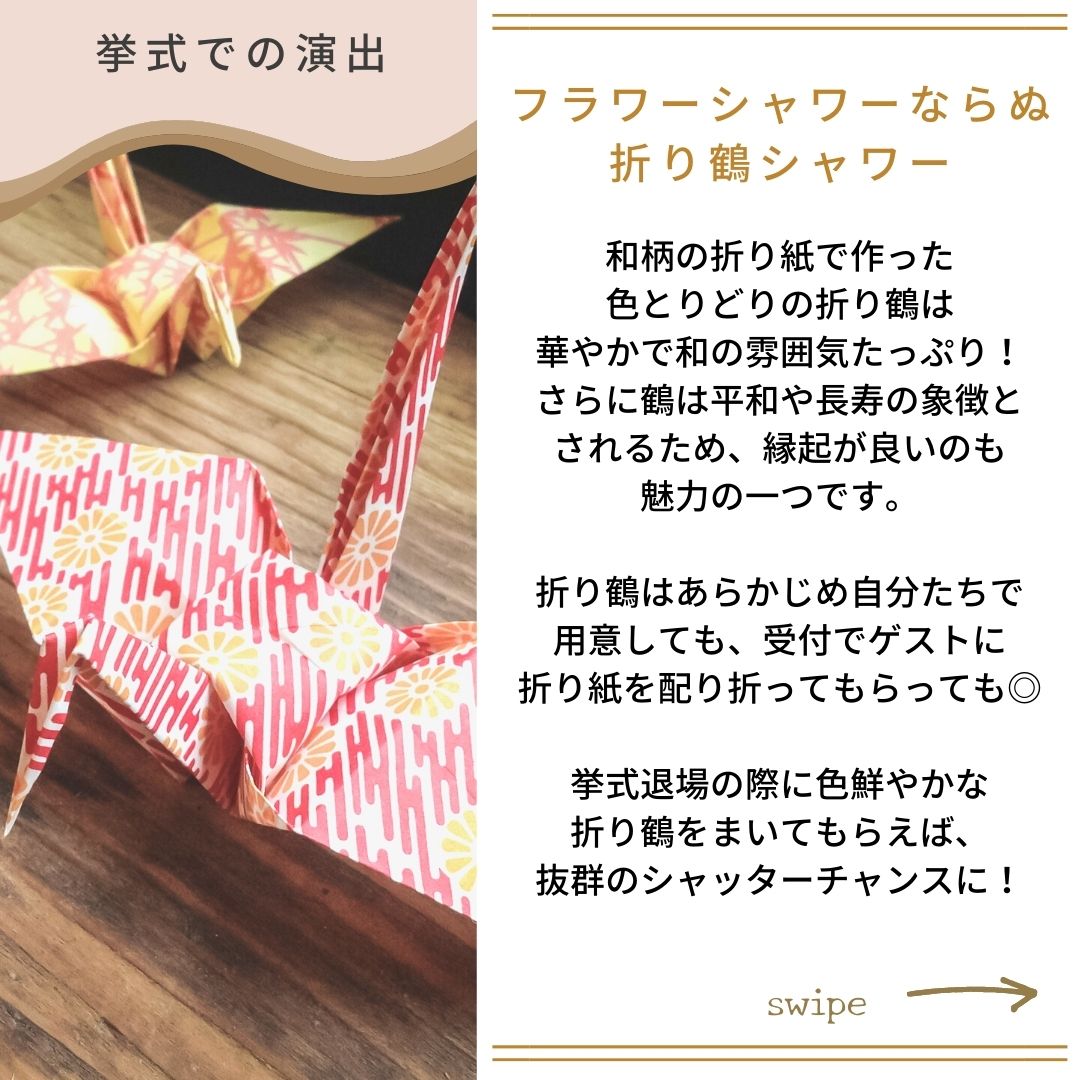 挙式での演出
フラワーシャワーならぬ
折り鶴シャワー
和柄の折り紙で作った
色とりどりの折り鶴は
華やかで和の雰囲気たっぷり！
さらに鶴は平和や長寿の象徴と
されるため、縁起が良いのも
魅力の一つです。
折り鶴はあらかじめ自分たちで
用意しても、受付でゲストに
折り紙を配り折ってもらっても◎
挙式退場の際に色鮮やかな
折り鶴をまいてもらえば、
抜群のシャッターチャンスに！
swipe